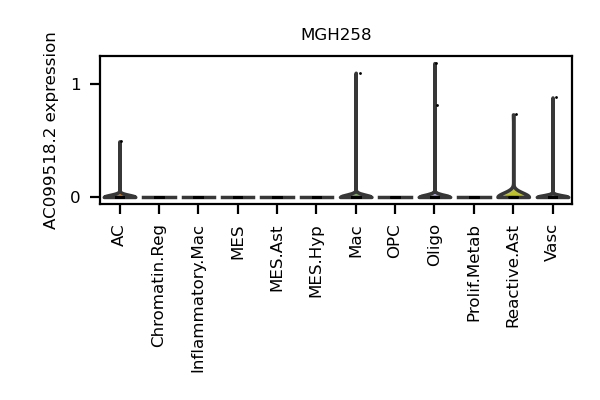 MGH258
AC099518.2 expression
1
0
AC
Chromatin.Reg
Inflammatory.Mac
MES
MES.Ast
MES.Hyp
Mac
OPC
Oligo
Prolif.Metab
Reactive.Ast
Vasc